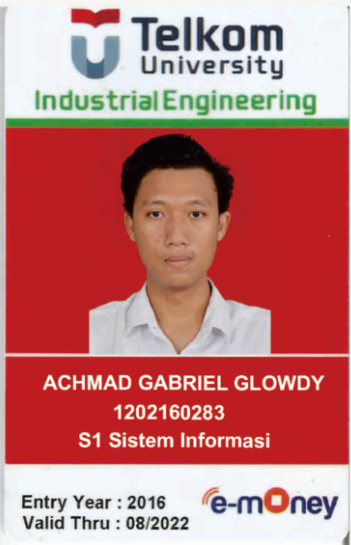 Telkom
University
Industrial Engineering
ACHMAD GABRIEL GLOWDY
1202160283
S1 Sistem Informasi
Entry Year : 2016
Valid Thru : 08/2022
e-money